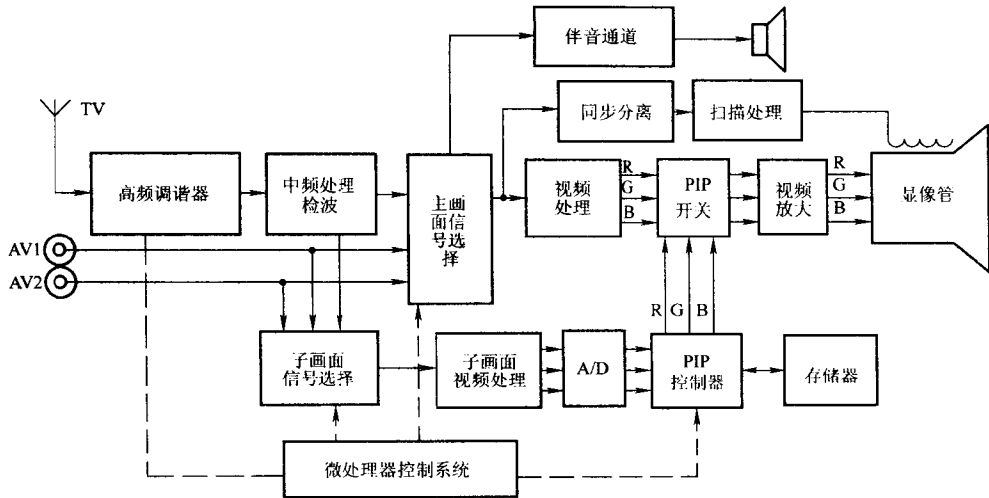 伴音通道
TV
同步分离
扫描处理
高频调谐器
中频处理
检波
主画
面信
号选
择
视频
处理
R
G
B
PIP
开关
视频
放大
R
G
B
显像管
AV1
AV2
R G B
子画面
信号选择
子画面
视频处理
A/D
PIP
控制器
存储器
微处理器控制系统